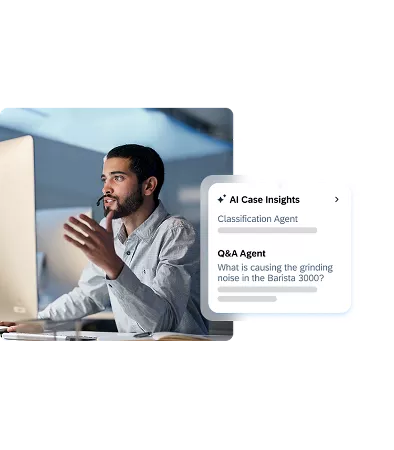 AI Case Insights
Classification Agent
Q&A Agent
What is causing the grinding
noise in the Barista 3000?